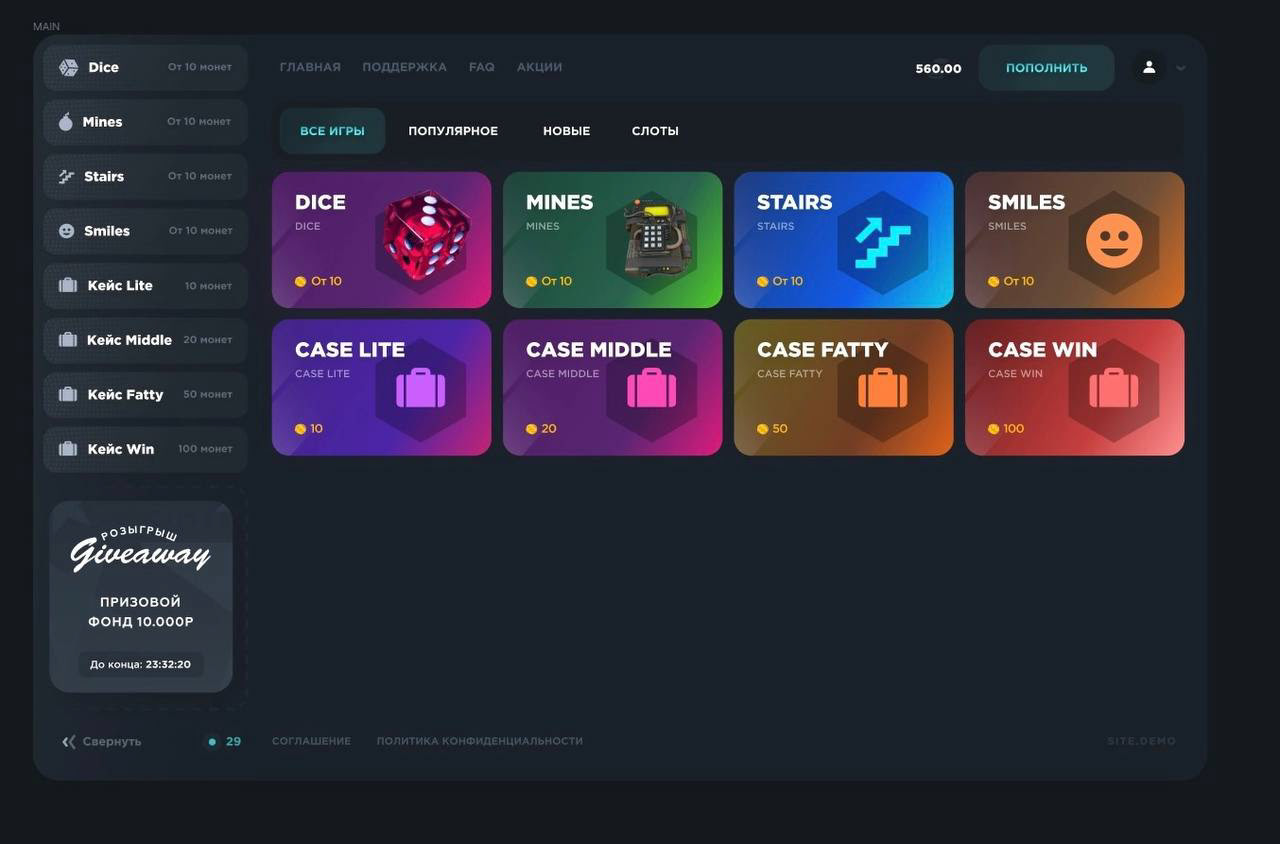 MAIN
Dice От 10 монет
Mines От 10 монет
Stairs От 10 монет
Smiles От 10 монет
Кейс Lite 10 монет
Кейс Middle 20 монет
Кейс Fatty 50 монет
Кейс Win 100 монет
РОЗЫГРЫШ
Giveaway
ПРИЗОВОЙ
ФОНД 10.000Р
До конца: 23:32:20
Свернуть 29
ГЛАВНАЯ ПОДДЕРЖКА FAQ АКЦИИ
560.00 ПОПОЛНИТЬ
ВСЕ ИГРЫ ПОПУЛЯРНОЕ НОВЫЕ СЛОТЫ
DICE
DICE
От 10
MINES
MINES
От 10
STAIRS
STAIRS
От 10
SMILES
SMILES
От 10
CASE LITE
CASE LITE
10
CASE MIDDLE
CASE MIDDLE
20
CASE FATTY
CASE FATTY
50
CASE WIN
CASE WIN
100
СОГЛАШЕНИЕ ПОЛИТИКА КОНФИДЕНЦИАЛЬНОСТИ
SITE.DEMO